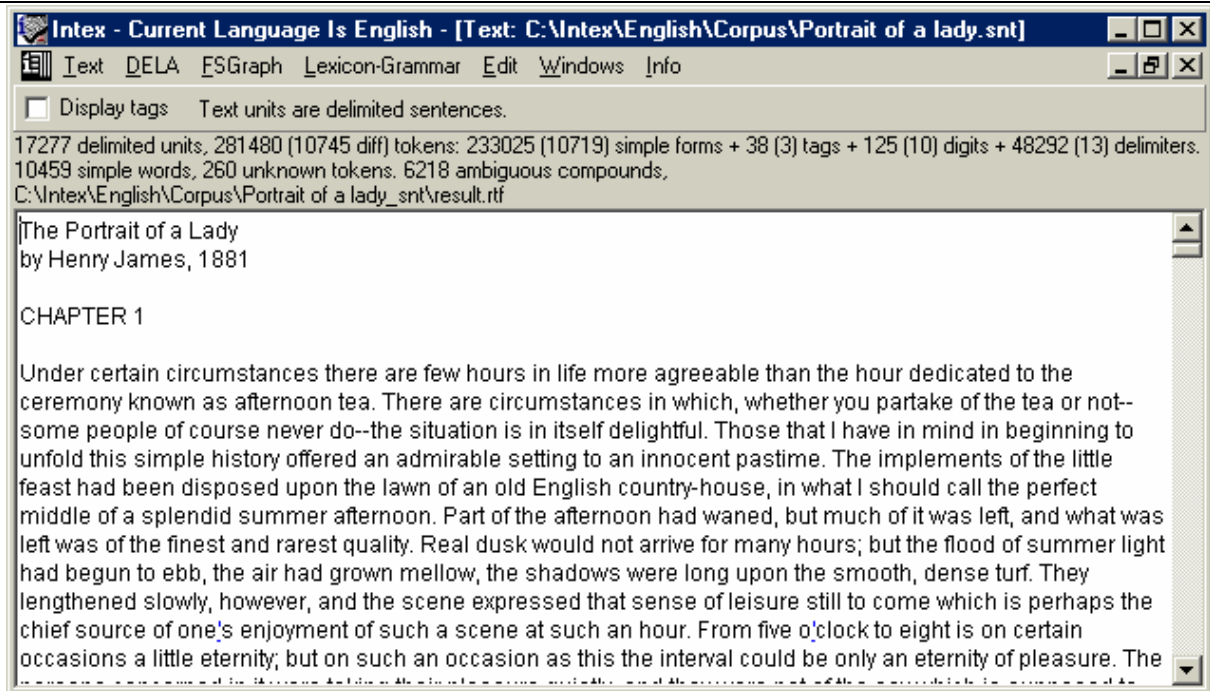 Intex - Current Language Is English - [Text: C:\Intex\English\Corpus\Portrait of a lady.snt]
Text DELA FSGraph Lexicon-Grammar Edit Windows Info
Display tags Text units are delimited sentences.
17277 delimited units, 281480 (10745 diff) tokens: 233025 (10719) simple forms + 38 (3) tags + 125 (10) digits + 48292 (13) delimiters.
10459 simple words, 260 unknown tokens. 6218 ambiguous compounds,
C:\Intex\English\Corpus\Portrait of a lady_snt\result.rtf
The Portrait of a Lady
by Henry James, 1881
CHAPTER 1
Under certain circumstances there are few hours in life more agreeable than the hour dedicated to the
ceremony known as afternoon tea. There are circumstances in which, whether you partake of the tea or not--
some people of course never do--the situation is in itself delightful. Those that I have in mind in beginning to
unfold this simple history offered an admirable setting to an innocent pastime. The implements of the little
feast had been disposed upon the lawn of an old English country-house, in what I should call the perfect
middle of a splendid summer afternoon. Part of the afternoon had waned, but much of it was left, and what was
left was of the finest and rarest quality. Real dusk would not arrive for many hours; but the flood of summer light
had begun to ebb, the air had grown mellow, the shadows were long upon the smooth, dense turf. They
lengthened slowly, however, and the scene expressed that sense of leisure still to come which is perhaps the
chief source of one's enjoyment of such a scene at such an hour. From five o'clock to eight is on certain
occasions a little eternity; but on such an occasion as this the interval could be only an eternity of pleasure. The